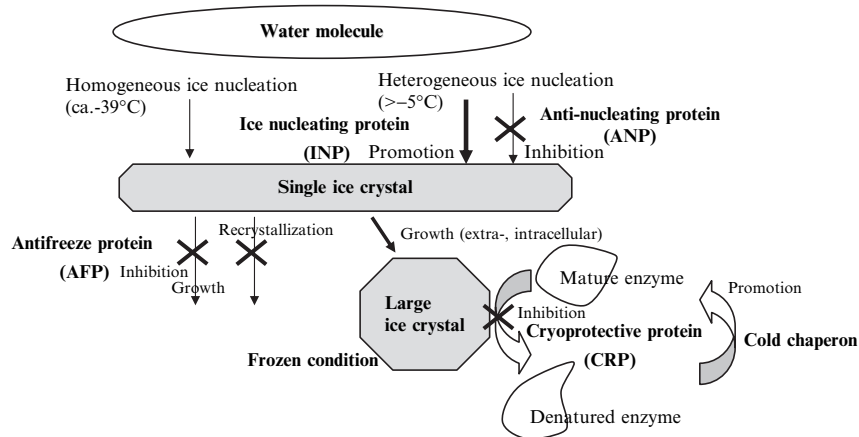 Water molecule
Homogeneous ice nucleation
(ca.-39°C)
Heterogeneous ice nucleation
(>–5°C)
Ice nucleating protein
(INP)
Promotion
Anti-nucleating protein
(ANP)
Inhibition
Single ice crystal
Antifreeze protein
(AFP)
Inhibition
Growth
Recrystallization
Growth (extra-, intracellular)
Large
ice crystal
Frozen condition
Mature enzyme
Inhibition
Cryoprotective protein
(CRP)
Promotion
Cold chaperon
Denatured enzyme